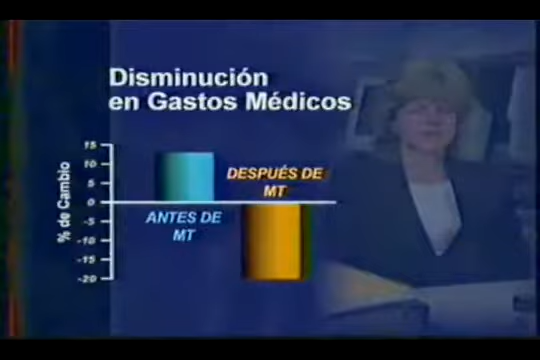 Disminución
en Gastos Médicos
15
10
5
0
-5
-10
-15
-20
% de Cambio
ANTES DE
MT
DESPUÉS DE
MT